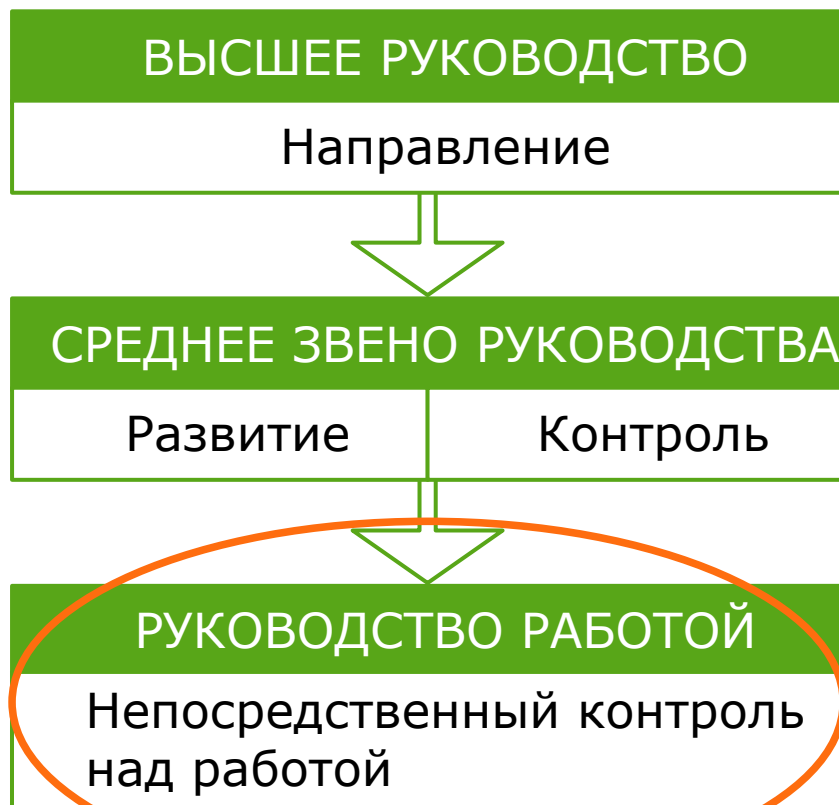 ВЫСШЕЕ РУКОВОДСТВО
Направление
СРЕДНЕЕ ЗВЕНО РУКОВОДСТВА
Развитие Контроль
РУКОВОДСТВО РАБОТОЙ
Непосредственный контроль
над работой